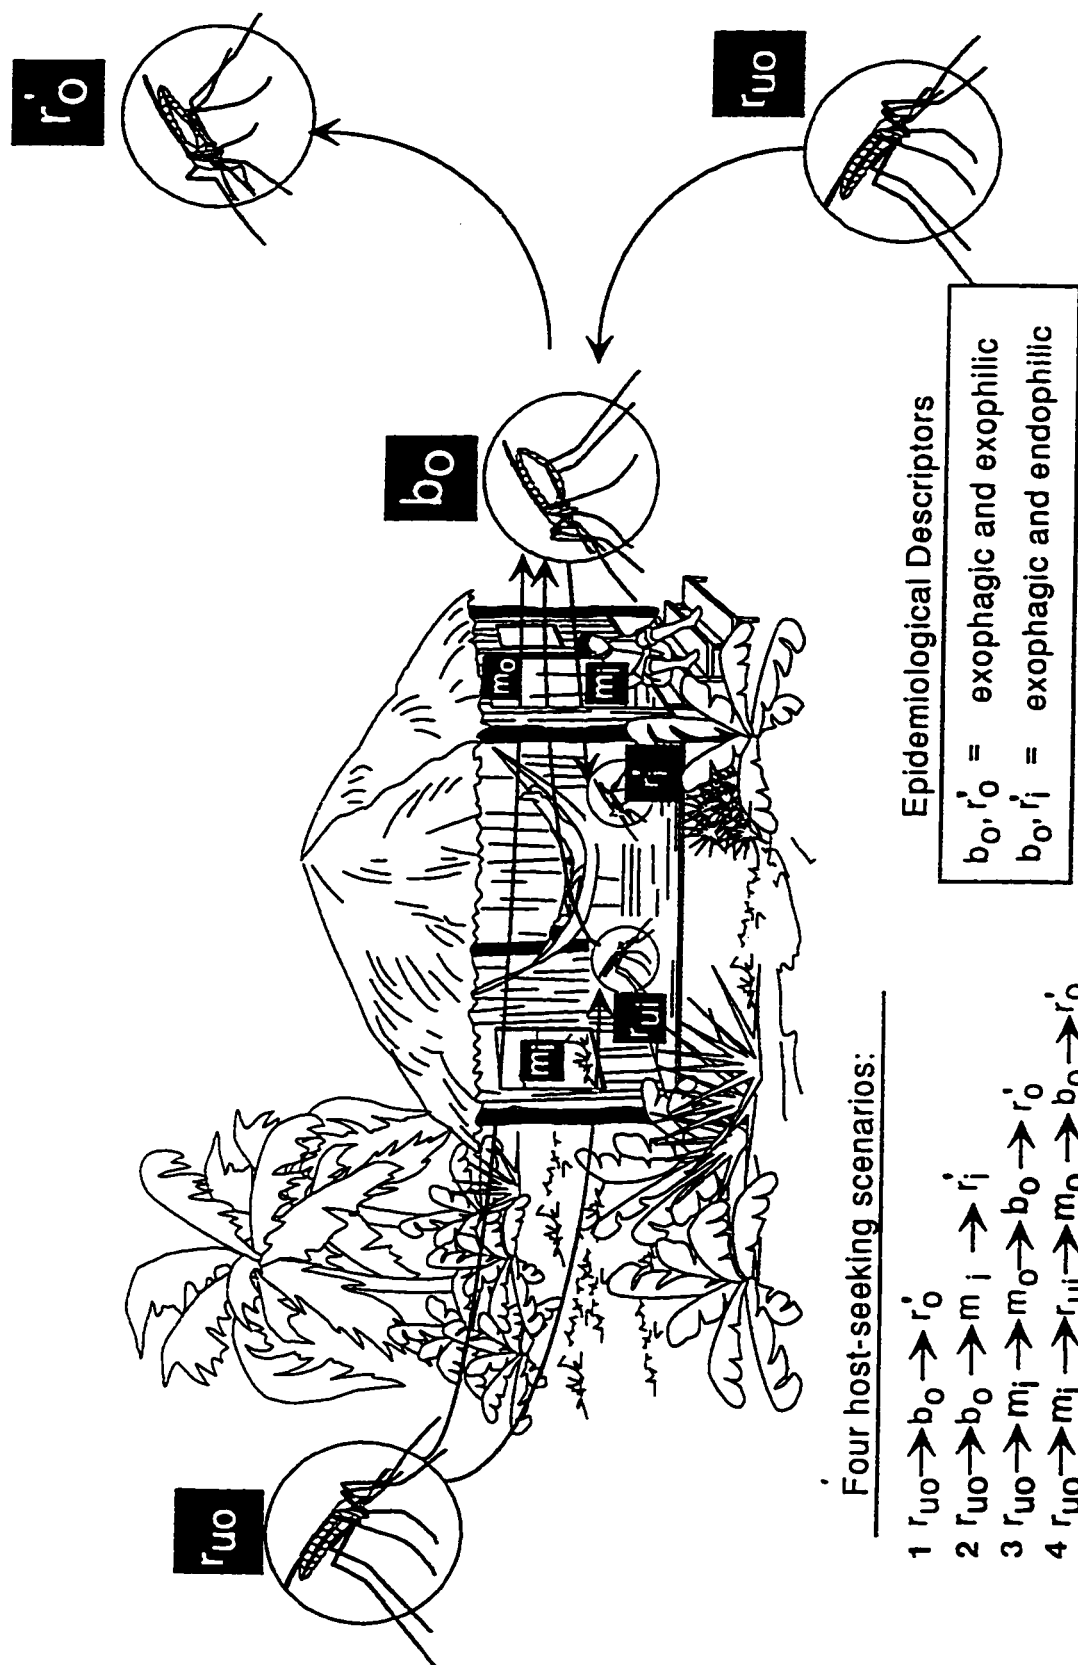 r'o
ruo
bo
mo
mi
mi
rui
r'i
ruo
Four host-seeking scenarios:
1 ruo→bo→r'o
2 ruo→bo→mi→r'i
3 ruo→mi→mo→bo→r'o
4 ruo→mi→rui→mo→bo→r'o
Epidemiological Descriptors
bo,r'o = exophagic and exophilic
bo,r'i = exophagic and endophilic